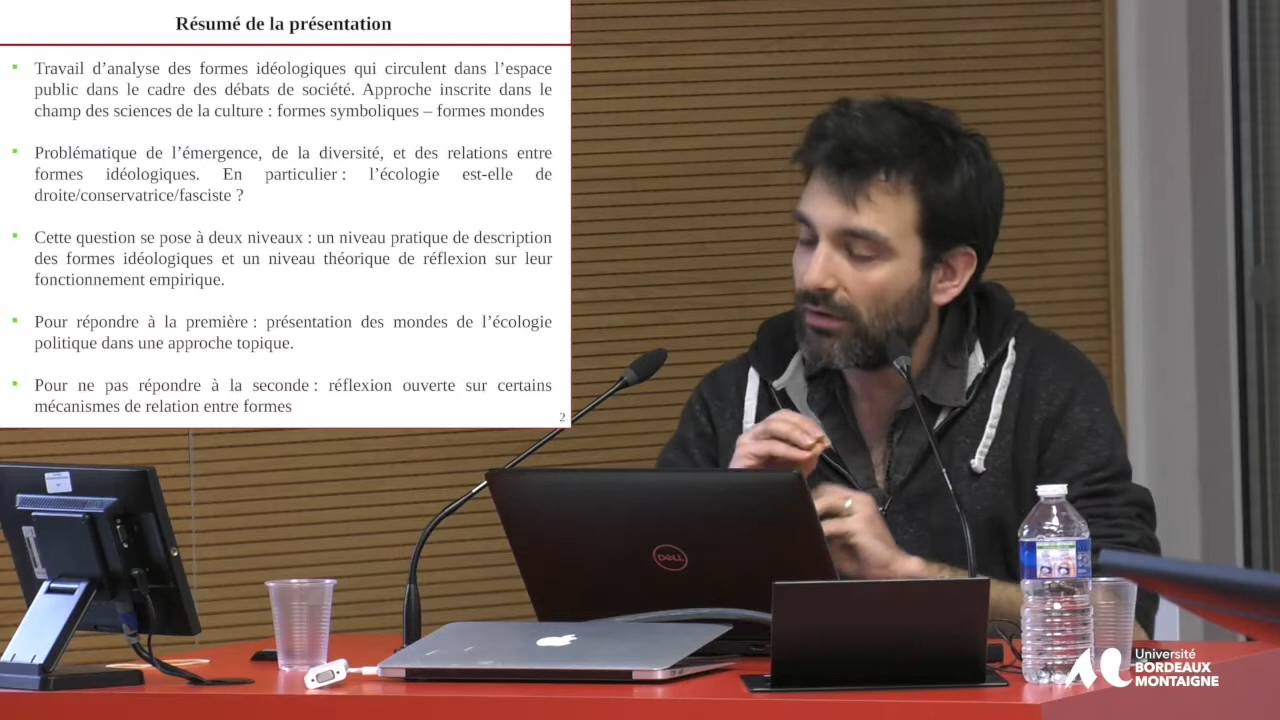 Résumé de la présentation
Travail d’analyse des formes idéologiques qui circulent dans l’espace
public dans le cadre des débats de société. Approche inscrite dans le
champ des sciences de la culture : formes symboliques – formes mondes
Problématique de l’émergence, de la diversité, et des relations entre
formes idéologiques. En particulier : l’écologie est-elle de
droite/conservatrice/fasciste ?
Cette question se pose à deux niveaux : un niveau pratique de description
des formes idéologiques et un niveau théorique de réflexion sur leur
fonctionnement empirique.
Pour répondre à la première : présentation des mondes de l’écologie
politique dans une approche topique.
Pour ne pas répondre à la seconde : réflexion ouverte sur certains
mécanismes de relation entre formes
2
DELL
Université
BORDEAUX
MONTAIGNE